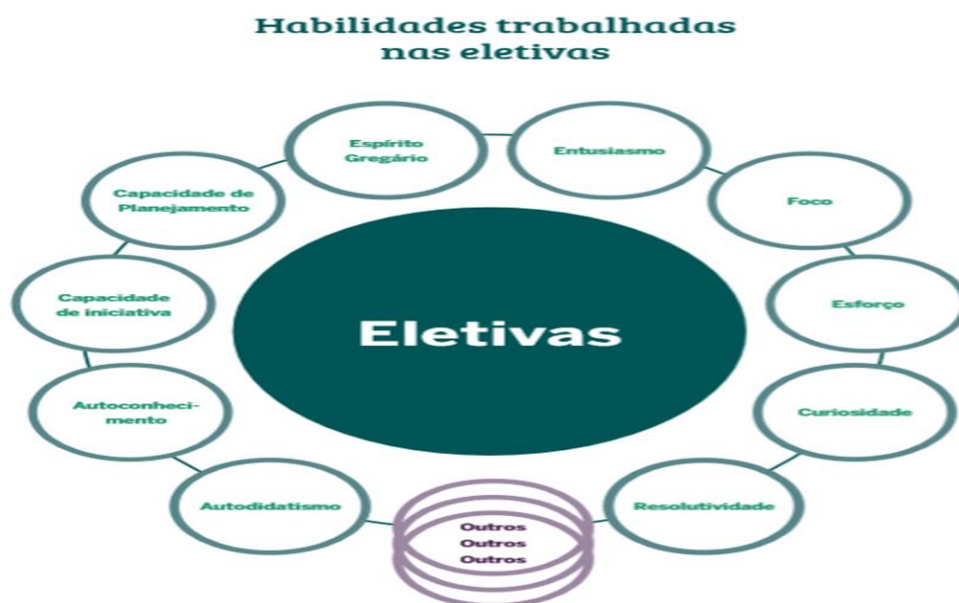 Habilidades trabalhadas
nas eletivas
Espírito
Gregário
Entusiasmo
Capacidade de
Planejamento
Foco
Capacidade
de iniciativa
Eletivas
Esforço
Autoconheci-
mento
Curiosidade
Autodidatismo
Outros
Outros
Outros
Resolutividade